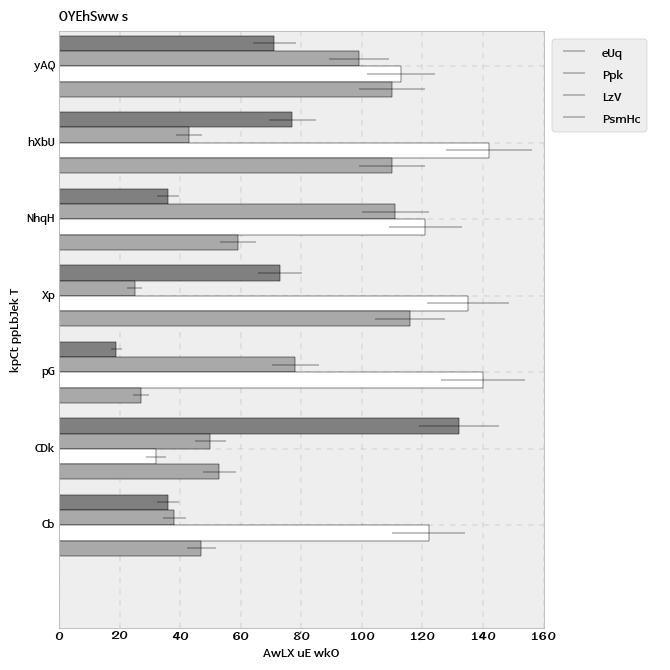 OYEhSww s
eUq
Ppk
LzV
PsmHc
yAQ
hXbU
NhqH
Xp
pG
CDk
Cb
kpCt ppLbJek T
0 20 40 60 80 100 120 140 160
AwLX uE wkO